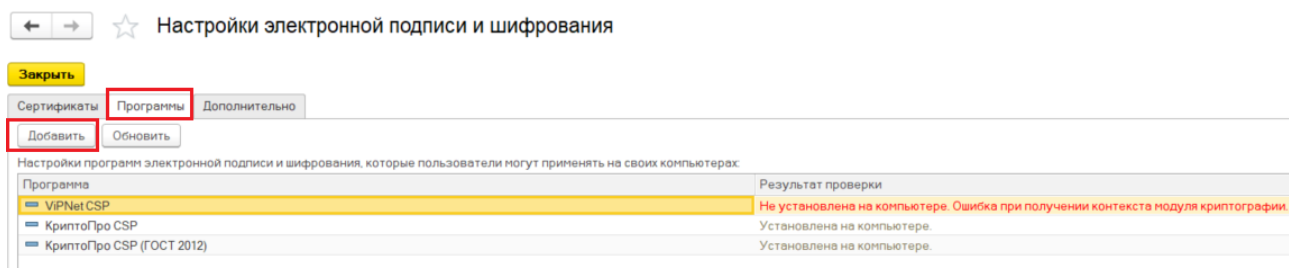 Настройки электронной подписи и шифрования
Закрыть
Сертификаты Программы Дополнительно
Добавить Обновить
Настройки программ электронной подписи и шифрования, которые пользователи могут применять на своих компьютерах:
Программа Результат проверки
ViPNet CSP Не установлена на компьютере. Ошибка при получении контекста модуля криптографии.
КриптоПро CSP Установлена на компьютере.
КриптоПро CSP (ГОСТ 2012) Установлена на компьютере.